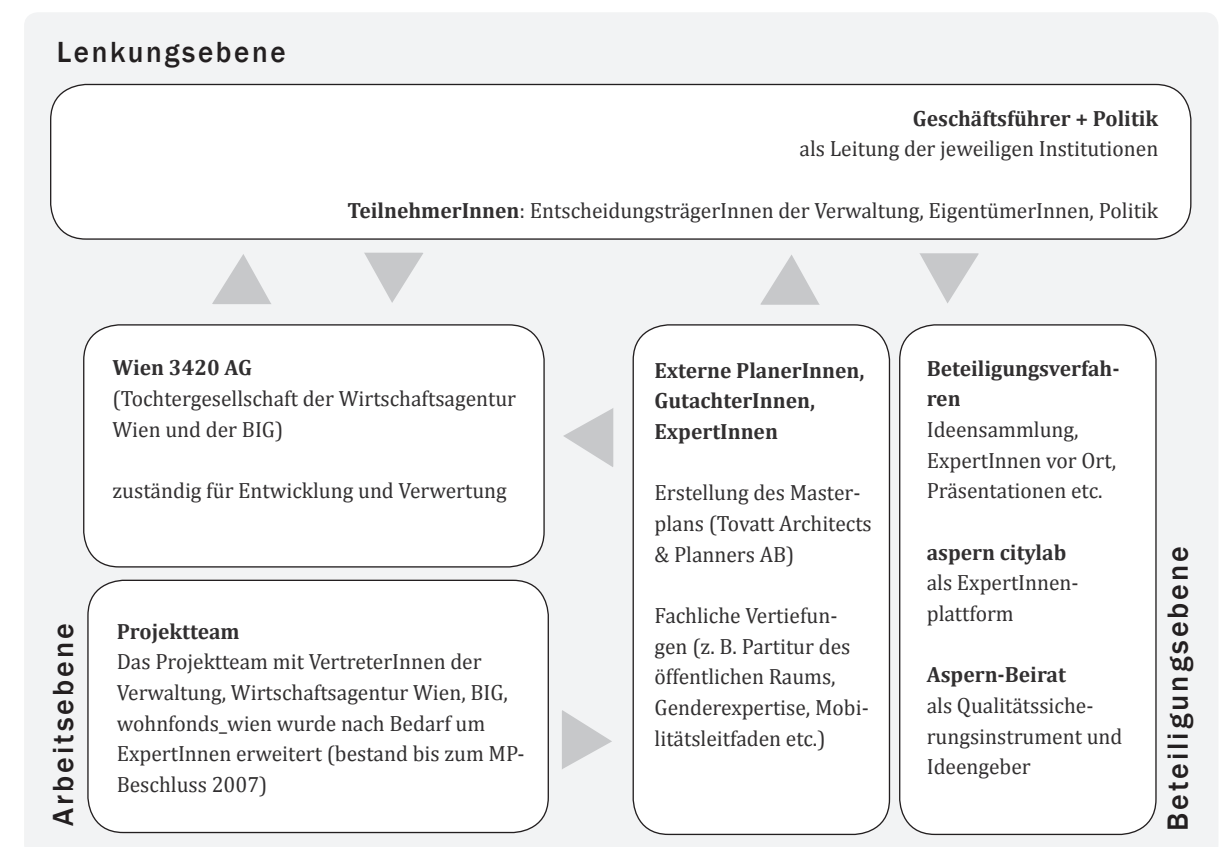 Lenkungsebene
Geschäftsführer + Politik
als Leitung der jeweiligen Institutionen
TeilnehmerInnen: EntscheidungsträgerInnen der Verwaltung, EigentümerInnen, Politik
Arbeitsebene
Wien 3420 AG
(Tochtergesellschaft der Wirtschaftsagentur
Wien und der BIG)
zuständig für Entwicklung und Verwertung
Projektteam
Das Projektteam mit VertreterInnen der
Verwaltung, Wirtschaftsagentur Wien, BIG,
wohnfonds_wien wurde nach Bedarf um
ExpertInnen erweitert (bestand bis zum MP-
Beschluss 2007)
Externe PlanerInnen,
GutachterInnen,
ExpertInnen
Erstellung des Master-
plans (Tovatt Architects
& Planners AB)
Fachliche Vertiefun-
gen (z. B. Partitur des
öffentlichen Raums,
Genderexpertise, Mobi-
litätsleitfaden etc.)
Beteiligungsverfah-
ren
Ideensammlung,
ExpertInnen vor Ort,
Präsentationen etc.
aspern citylab
als ExpertInnen-
plattform
Aspern-Beirat
als Qualitätssiche-
rungsinstrument und
Ideengeber
Beteiligungsebene